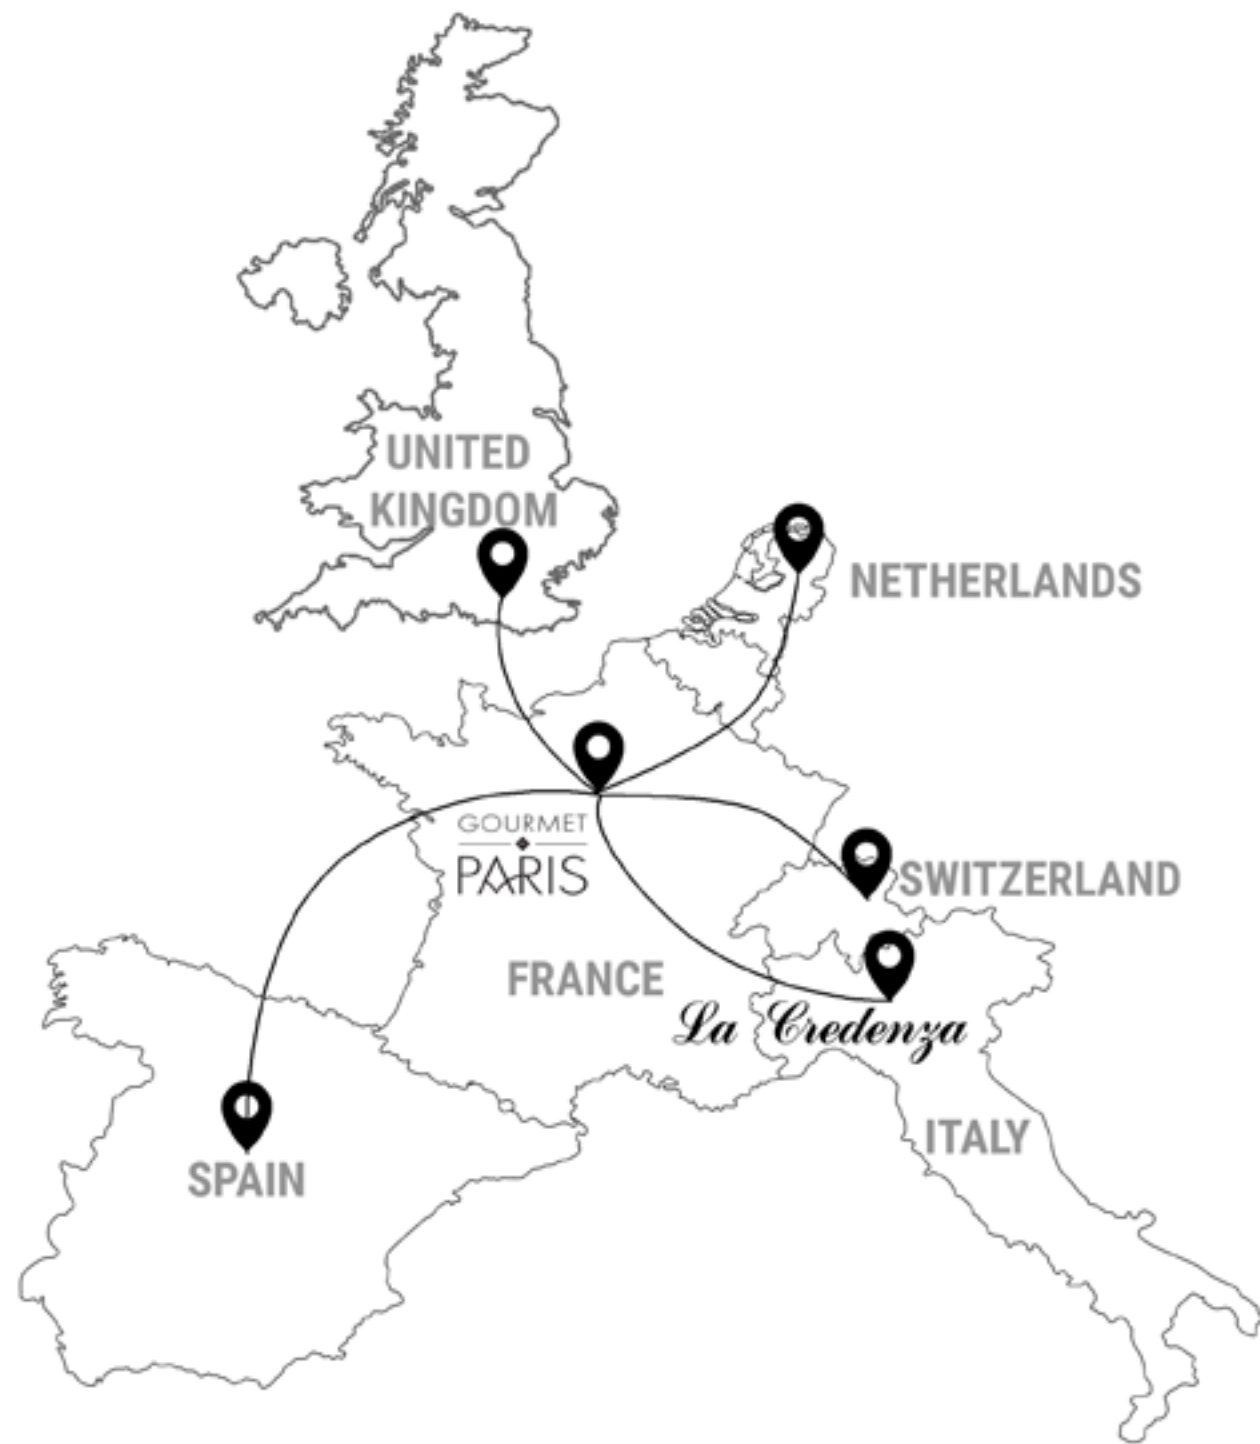 UNITED
KINGDOM
NETHERLANDS
GOURMET
PARIS
SWITZERLAND
FRANCE
La Credenza
ITALY
SPAIN